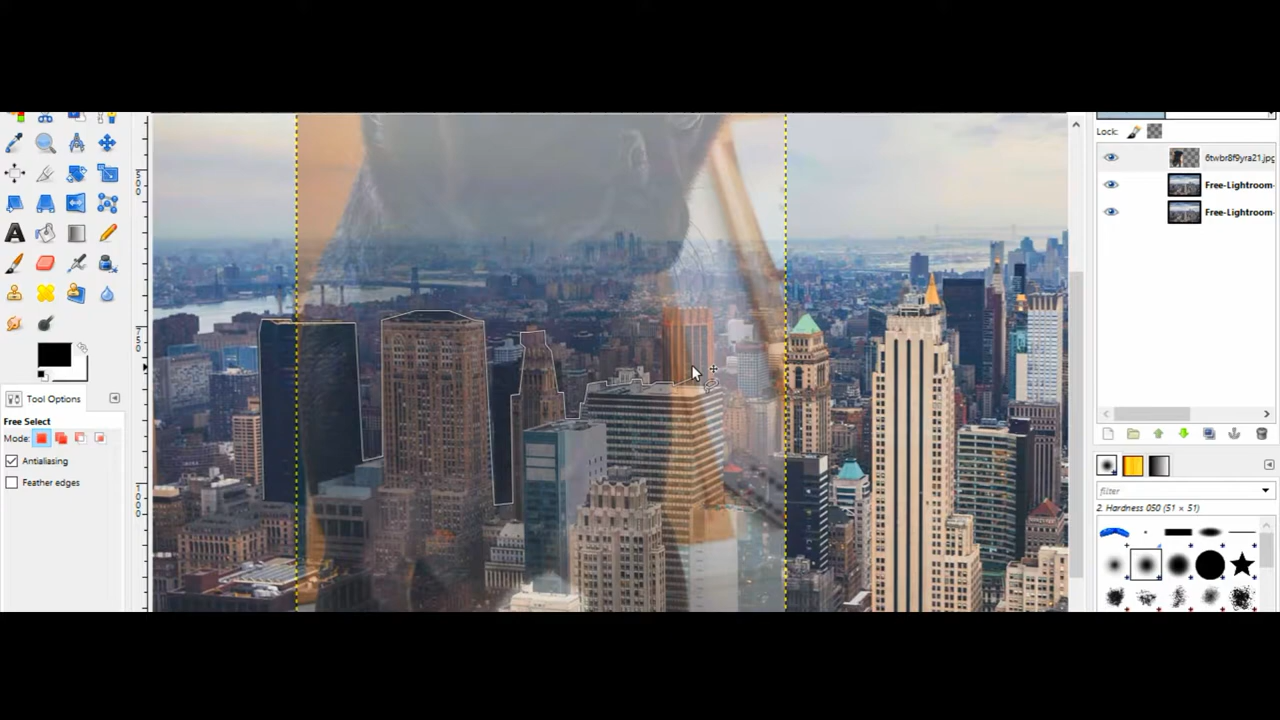 Lock:
6twbr8f9yra21.jpg
Free-Lightroom-
Free-Lightroom-
Tool Options
Free Select
Mode:
Antialiasing
Feather edges
filter
2. Hardness 050 (51 × 51)